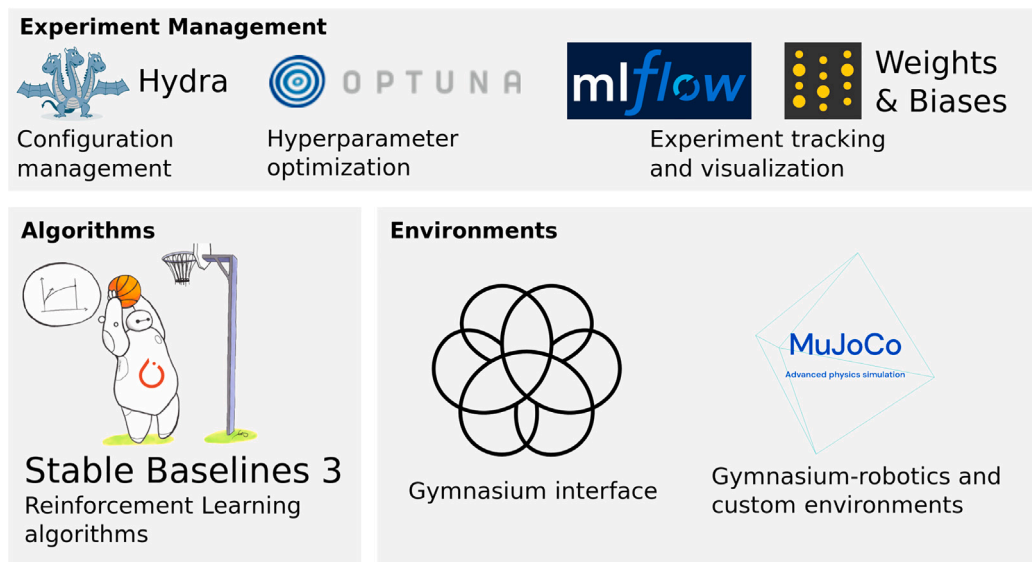 Experiment Management
Hydra
OPTUNA
mlflow
Weights
& Biases
Configuration
management
Hyperparameter
optimization
Experiment tracking
and visualization
Algorithms
Stable Baselines 3
Reinforcement Learning
algorithms
Environments
Gymnasium interface
MuJoCo
Advanced physics simulation
Gymnasium-robotics and
custom environments